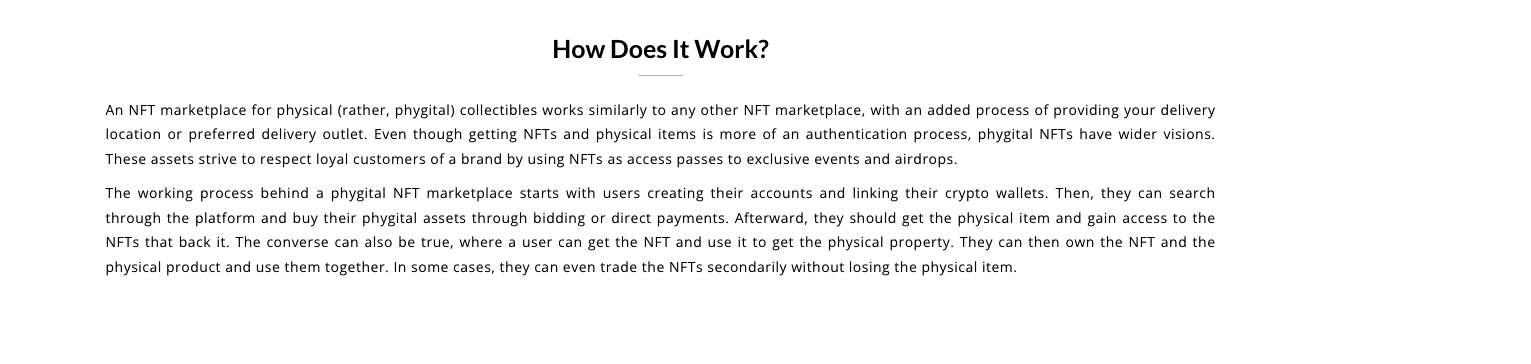 How Does It Work?
An NFT marketplace for physical (rather, phygital) collectibles works similarly to any other NFT marketplace, with an added process of providing your delivery
location or preferred delivery outlet. Even though getting NFTs and physical items is more of an authentication process, phygital NFTs have wider visions.
These assets strive to respect loyal customers of a brand by using NFTs as access passes to exclusive events and airdrops.
The working process behind a phygital NFT marketplace starts with users creating their accounts and linking their crypto wallets. Then, they can search
through the platform and buy their phygital assets through bidding or direct payments. Afterward, they should get the physical item and gain access to the
NFTs that back it. The converse can also be true, where a user can get the NFT and use it to get the physical property. They can then own the NFT and the
physical product and use them together. In some cases, they can even trade the NFTs secondarily without losing the physical item.